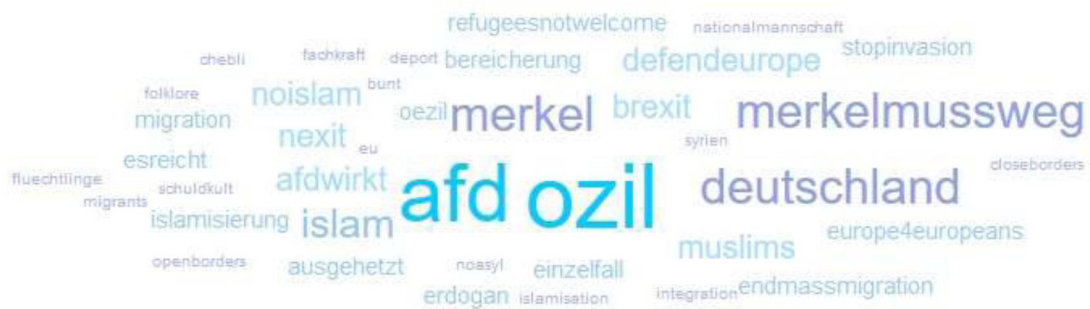 refugeesnotwelcome nationalmannschaft
chebli fachkraft deport bereicherung defendeurope stopinvasion
folklore noislam bunt
migration nexit oezil merkel brexit merkelmussweg
esreicht eu syrien
fluechtlinge schuldkult afdwirkt afd ozil deutschland closeborders
migrants
islamisierung islam muslims europe4europeans
openborders ausgehetzt noasyl einzelfall
erdogan islamisation integration endmassmigration